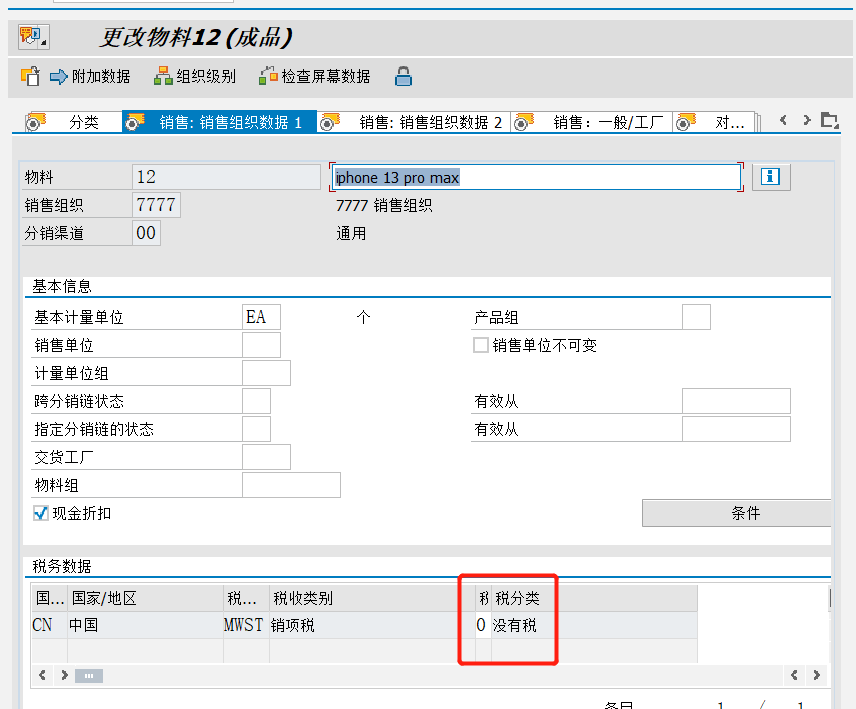 更改物料12(成品)
附加数据 组织级别 检查屏幕数据
分类 销售: 销售组织数据 1 销售: 销售组织数据 2 销售：一般/工厂 对...
物料 12 iphone 13 pro max
销售组织 7777 7777 销售组织
分销渠道 00 通用
基本信息
基本计量单位 EA 个 产品组
销售单位 销售单位不可变
计量单位组
跨分销链状态 有效从
指定分销链的状态 有效从
交货工厂
物料组
现金折扣 条件
税务数据
国... 国家/地区 税... 税收类别 税分类
CN 中国 MWST 销项税 0 没有税
条目 1 / 1